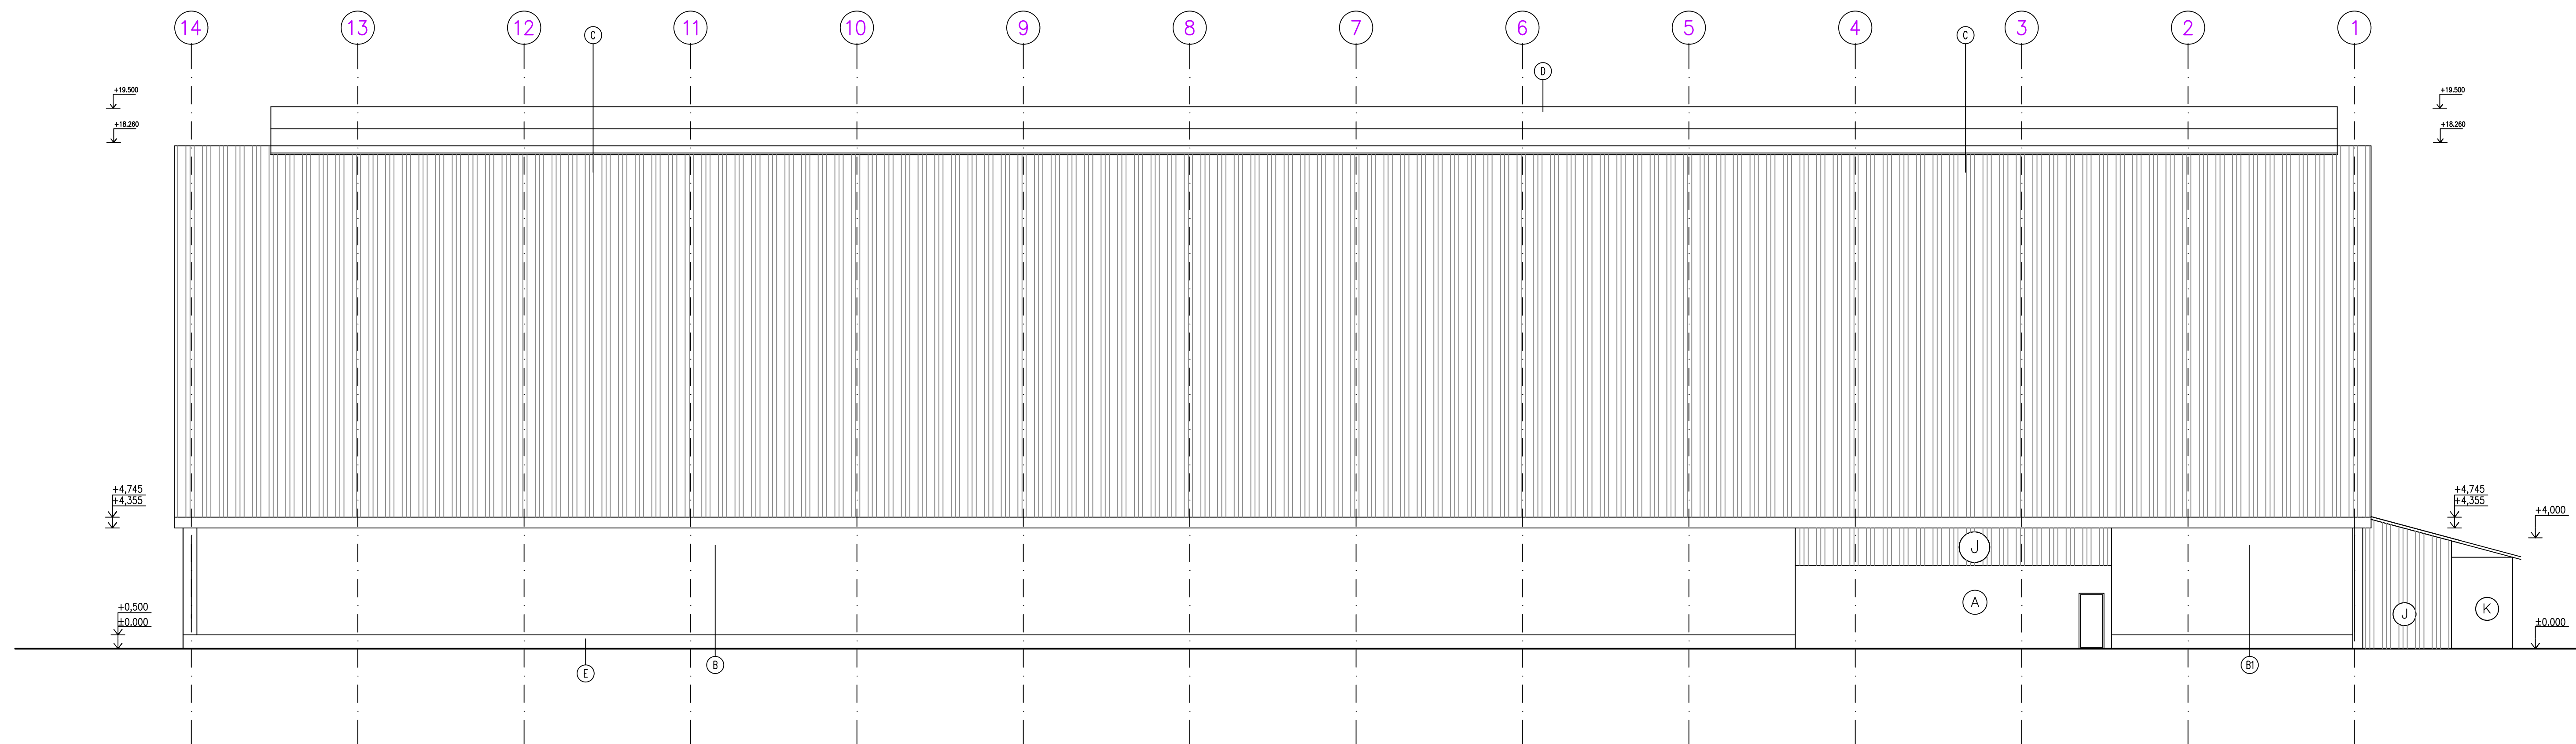 14 13 12 11 10 9 8 7 6 5 4 3 2 1
C C
D
+19.500 +19.500
+18.260 +18.260
+4,745 +4,745
+4,355 +4,355
+4,000
J
A
+0,500
±0.000 ±0.000
J K
E B B1